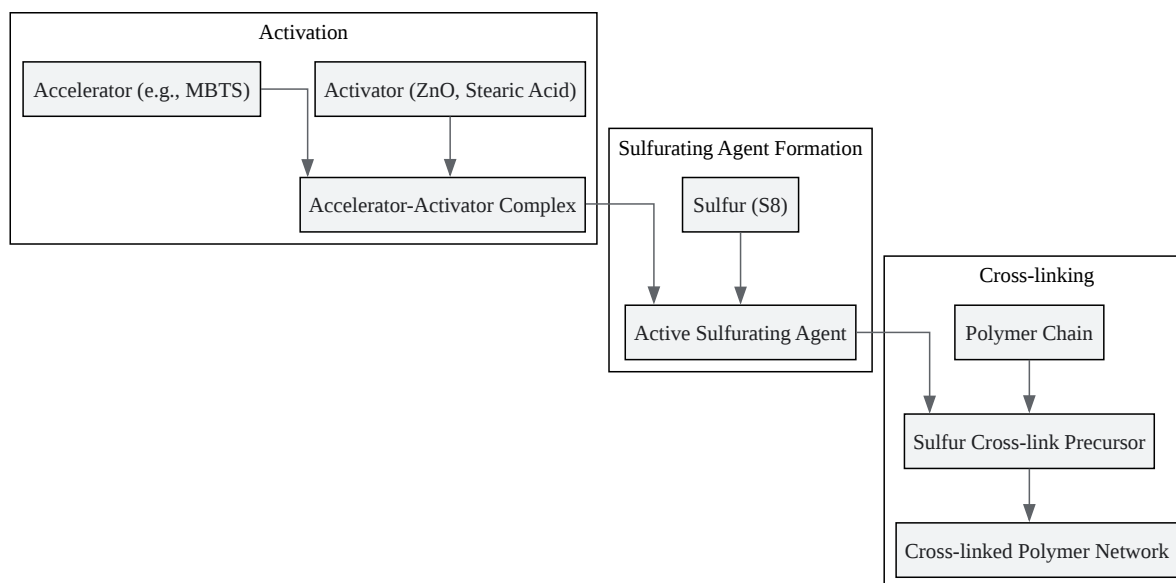 Activation
Accelerator (e.g., MBTS)
Activator (ZnO, Stearic Acid)
Accelerator-Activator Complex
Sulfurating Agent Formation
Sulfur (S8)
Active Sulfurating Agent
Cross-linking
Polymer Chain
Sulfur Cross-link Precursor
Cross-linked Polymer Network